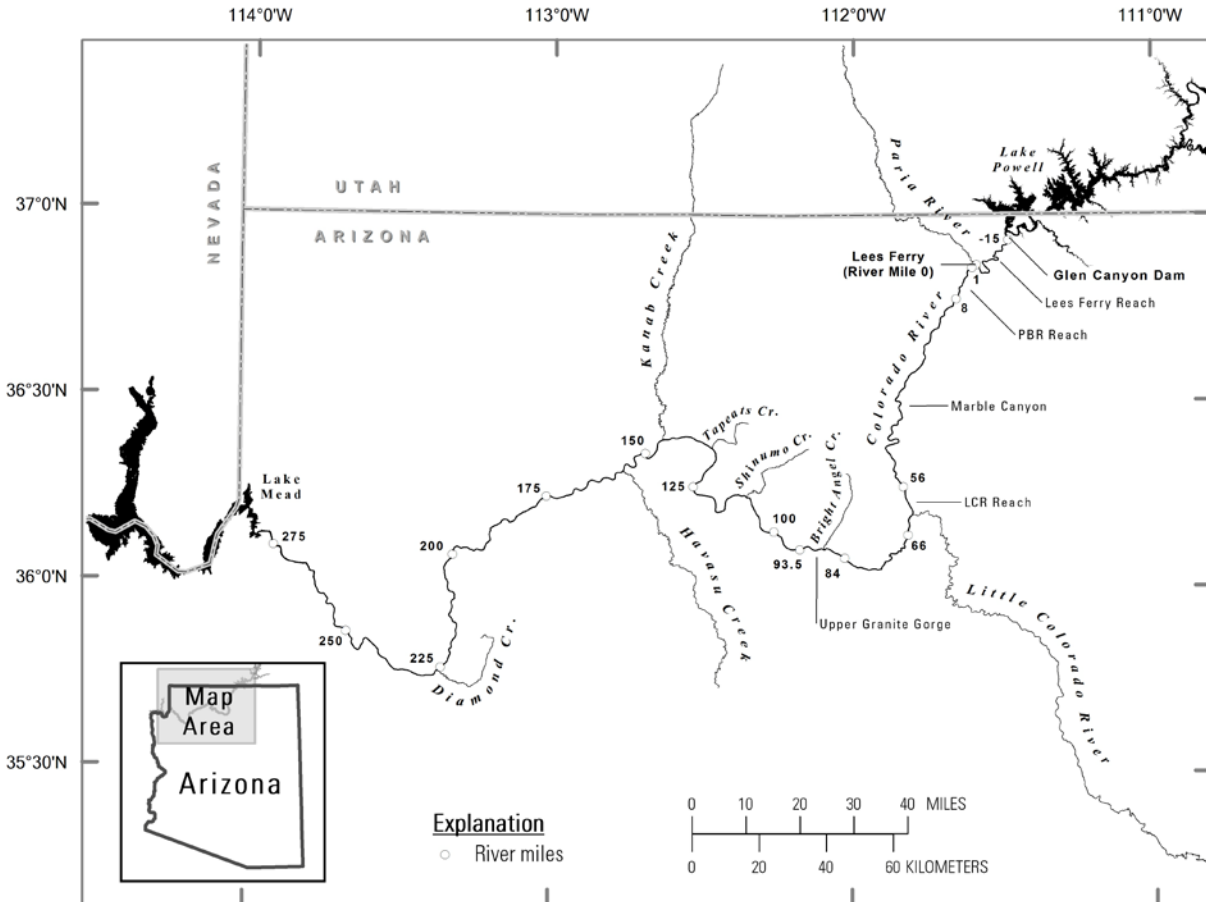 114°0'W
113°0'W
112°0'W
111°0'W
Lake
Powell
Paria River
37°0'N
UTAH
ARIZONA
NEVADA
-15
Lees Ferry
(River Mile 0)
1
Glen Canyon Dam
Lees Ferry Reach
8
PBR Reach
Kanab Creek
Colorado River
36°30'N
Marble Canyon
Tapeats Cr.
150
Shinumo Cr.
Bright Angel Cr.
Lake
Mead
175
125
56
LCR Reach
100
275
200
66
36°0'N
93.5
84
Havasu Creek
Little Colorado River
Upper Granite Gorge
250
225
Diamond Cr.
Map
Area
Arizona
35°30'N
Explanation
River miles
0 10 20 30 40 MILES
0 20 40 60 KILOMETERS